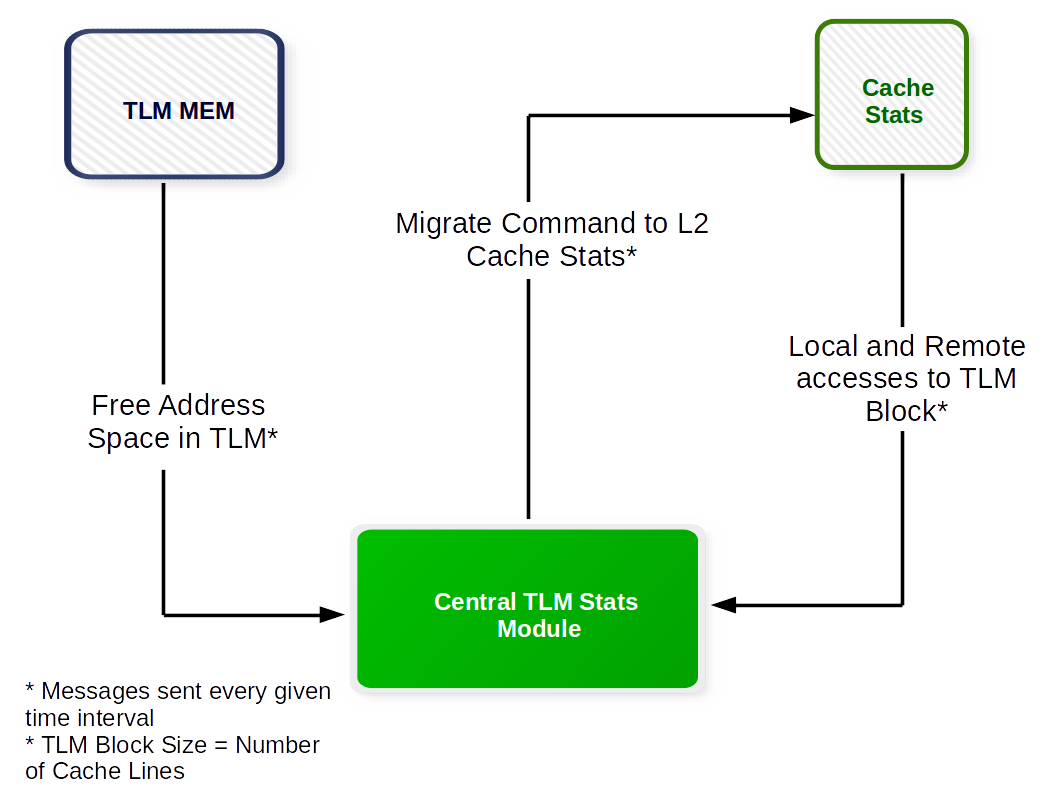 TLM MEM
Cache
Stats
Migrate Command to L2
Cache Stats*
Local and Remote
accesses to TLM
Block*
Free Address
Space in TLM*
Central TLM Stats
Module
* Messages sent every given
time interval
* TLM Block Size = Number
of Cache Lines